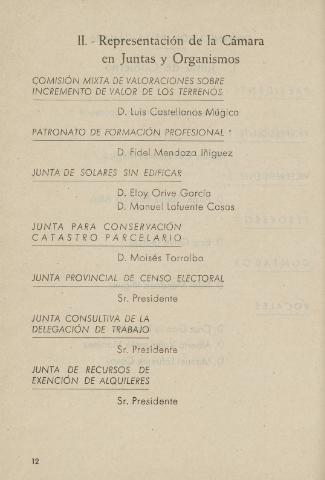 II. - Representación de la Cámara
en Juntas y Organismos
COMISIÓN MIXTA DE VALORACIONES SOBRE
INCREMENTO DE VALOR DE LOS TERRENOS
D. Luis Castellanos Múgica
PATRONATO DE FORMACIÓN PROFESIONAL
D. Fidel Mendoza Iñiguez
JUNTA DE SOLARES SIN EDIFICAR
D. Eloy Orive García
D. Manuel Lafuente Casas
JUNTA PARA CONSERVACIÓN
CATASTRO PARCELARIO
D. Moisés Torralba
JUNTA PROVINCIAL DE CENSO ELECTORAL
Sr. Presidente
JUNTA CONSULTIVA DE LA
DELEGACIÓN DE TRABAJO
Sr. Presidente
JUNTA DE RECURSOS DE
EXENCIÓN DE ALQUILERES
Sr. Presidente
12